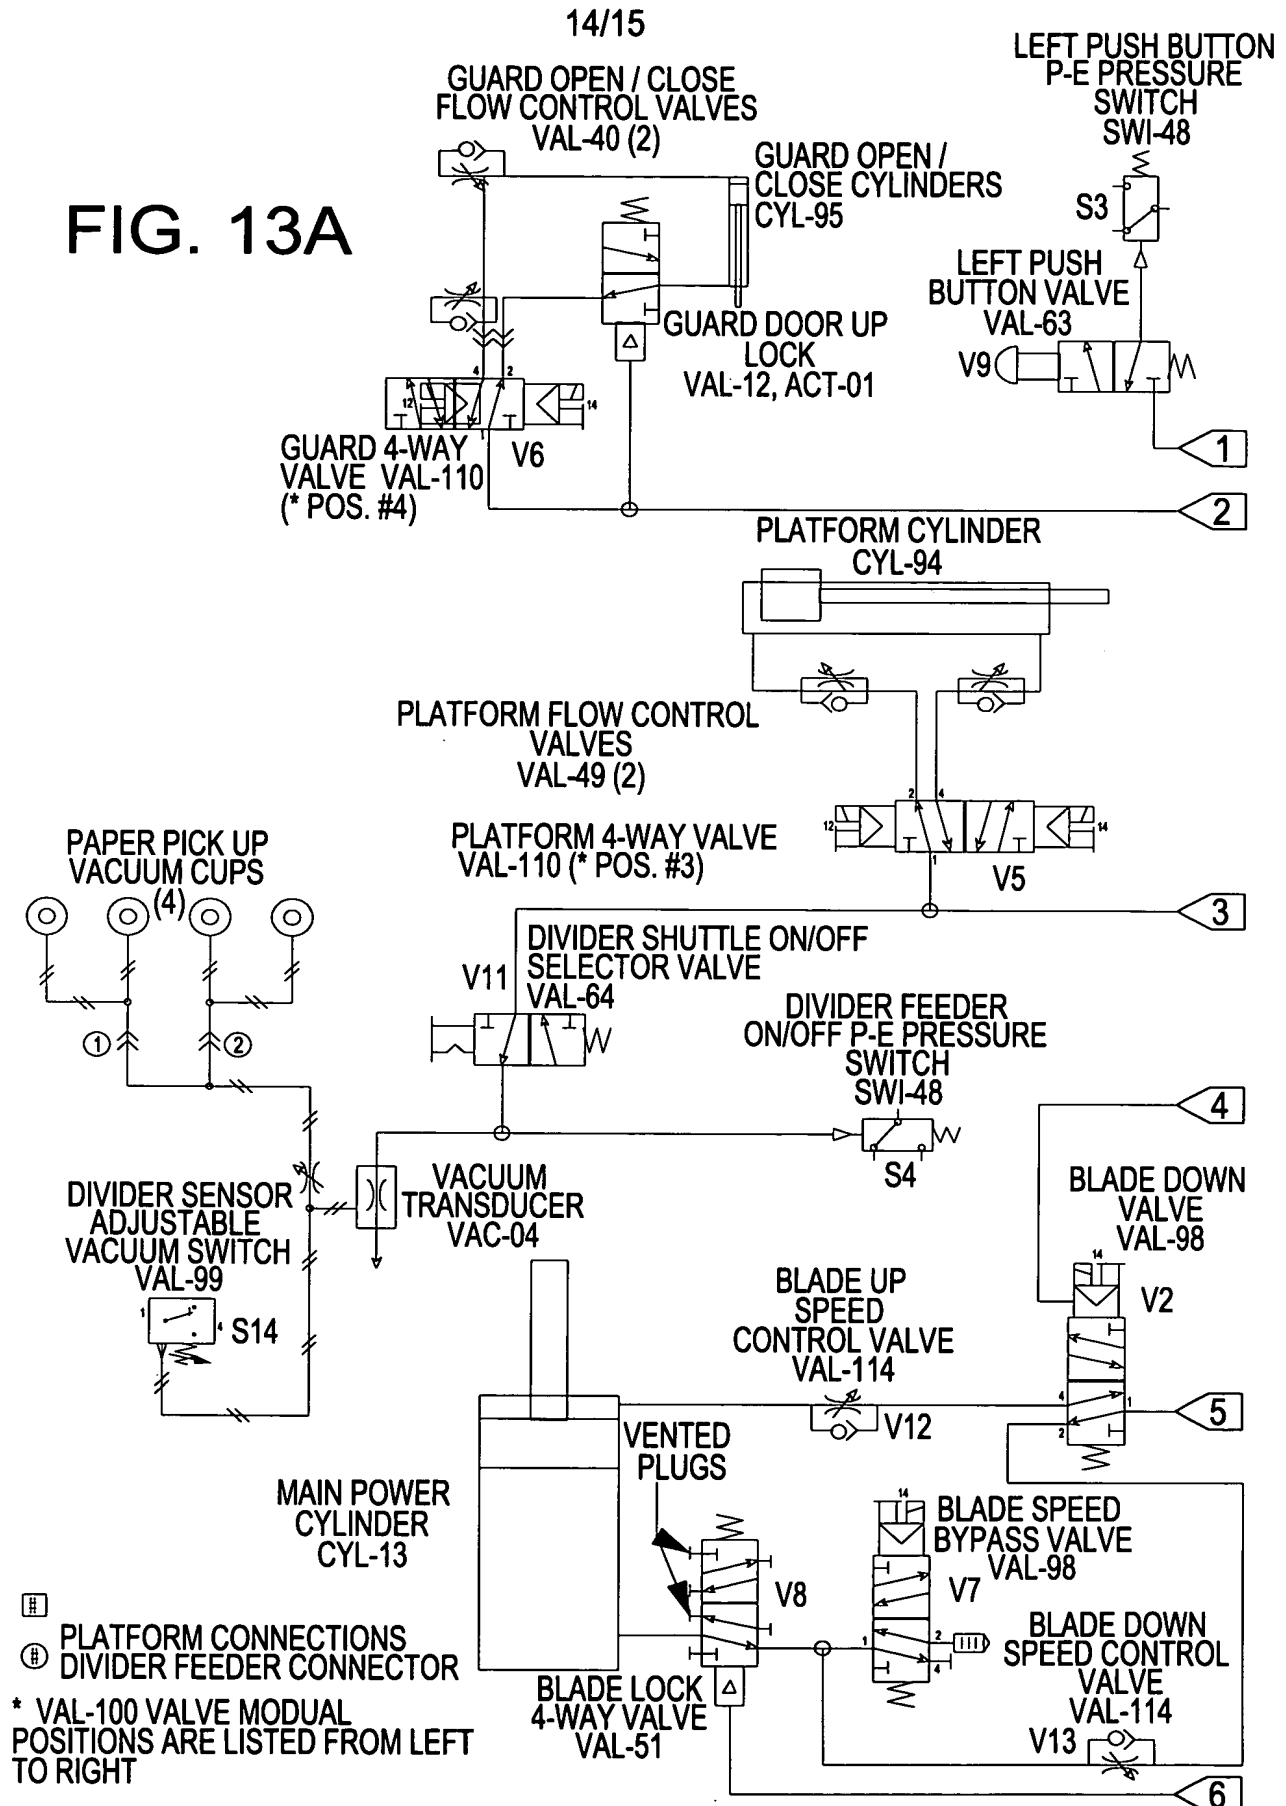 14/15
FIG. 13A
GUARD OPEN / CLOSE
FLOW CONTROL VALVES
VAL-40 (2)
GUARD OPEN /
CLOSE CYLINDERS
CYL-95
LEFT PUSH BUTTON
P-E PRESSURE
SWITCH
SWI-48
S3
LEFT PUSH
BUTTON VALVE
VAL-63
V9
GUARD DOOR UP
LOCK
VAL-12, ACT-01
4 2
12
14
1
V6
GUARD 4-WAY
VALVE VAL-110
(* POS. #4)
1
2
PLATFORM CYLINDER
CYL-94
PLATFORM FLOW CONTROL
VALVES
VAL-49 (2)
2 4
12
14
1
PLATFORM 4-WAY VALVE
VAL-110 (* POS. #3)
V5
3
PAPER PICK UP
VACUUM CUPS
(4)
1
2
V11
DIVIDER SHUTTLE ON/OFF
SELECTOR VALVE
VAL-64
DIVIDER FEEDER
ON/OFF P-E PRESSURE
SWITCH
SWI-48
S4
4
DIVIDER SENSOR
ADJUSTABLE
VACUUM SWITCH
VAL-99
1
4
S14
VACUUM
TRANSDUCER
VAC-04
BLADE DOWN
VALVE
VAL-98
14
V2
4
1
2
5
BLADE UP
SPEED
CONTROL VALVE
VAL-114
V12
VENTED
PLUGS
MAIN POWER
CYLINDER
CYL-13
14
BLADE SPEED
BYPASS VALVE
VAL-98
V7
V8
1
2
4
BLADE LOCK
4-WAY VALVE
VAL-51
BLADE DOWN
SPEED CONTROL
VALVE
VAL-114
V13
6
#
# PLATFORM CONNECTIONS
DIVIDER FEEDER CONNECTOR
* VAL-100 VALVE MODUAL
POSITIONS ARE LISTED FROM LEFT
TO RIGHT